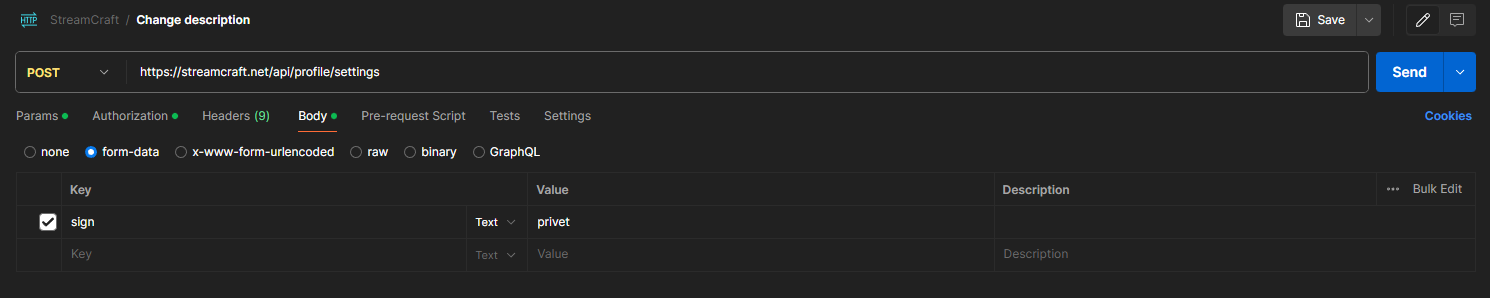 HTTP StreamCraft / Change description Save
POST https://streamcraft.net/api/profile/settings Send
Params Authorization Headers (9) Body Pre-request Script Tests Settings Cookies
none form-data x-www-form-urlencoded raw binary GraphQL
Key Value Description ••• Bulk Edit
sign Text privet
Key Text Value Description